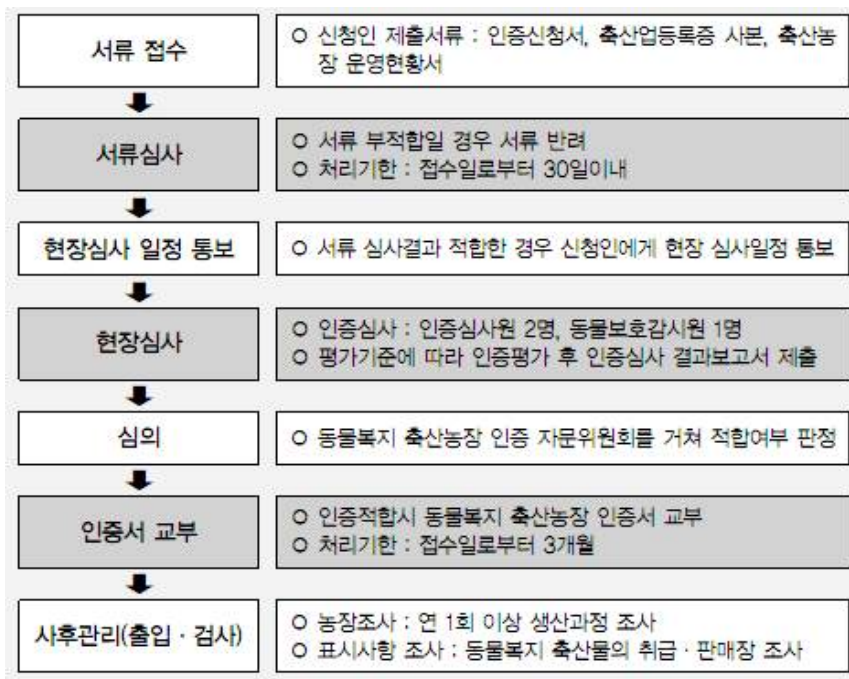 서류 접수
○ 신청인 제출서류 : 인증신청서, 축산업등록증 사본, 축산농
장 운영현황서
서류심사
○ 서류 부적합일 경우 서류 반려
○ 처리기한 : 접수일로부터 30일이내
현장심사 일정 통보
○ 서류 심사결과 적합한 경우 신청인에게 현장 심사일정 통보
현장심사
○ 인증심사 : 인증심사원 2명, 동물보호감시원 1명
○ 평가기준에 따라 인증평가 후 인증심사 결과보고서 제출
심의
○ 동물복지 축산농장 인증 자문위원회를 거쳐 적합여부 판정
인증서 교부
○ 인증적합시 동물복지 축산농장 인증서 교부
○ 처리기한 : 접수일로부터 3개월
사후관리(출입 · 검사)
○ 농장조사 : 연 1회 이상 생산과정 조사
○ 표시사항 조사 : 동물복지 축산물의 취급 · 판매장 조사